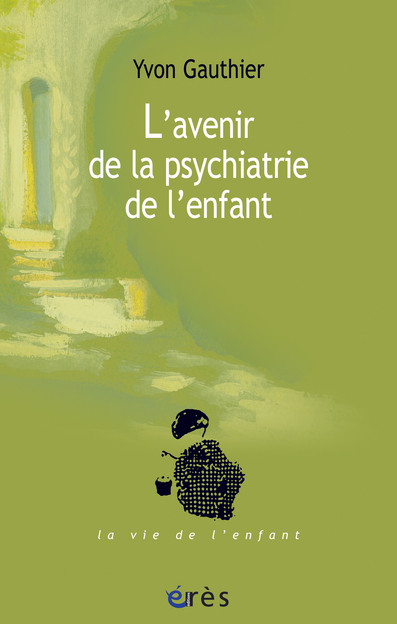 Yvon Gauthier
L'avenir
de la psychiatrie
de l'enfant
la vie de l'enfant
érès